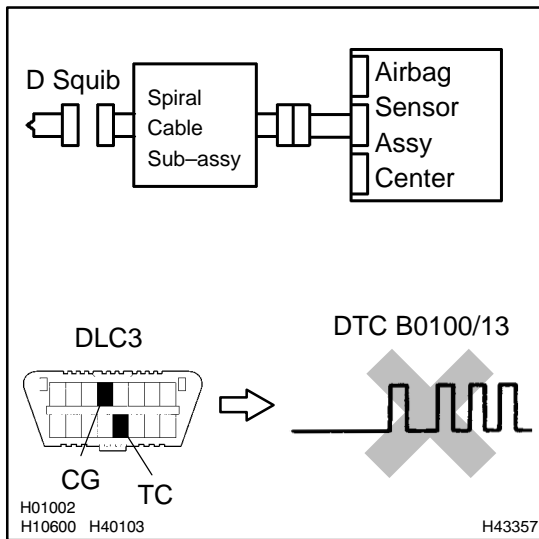 D Squib
Spiral
Cable
Sub–assy
Airbag
Sensor
Assy
Center
DLC3
DTC B0100/13
CG
TC
H01002
H10600 H40103
H43357